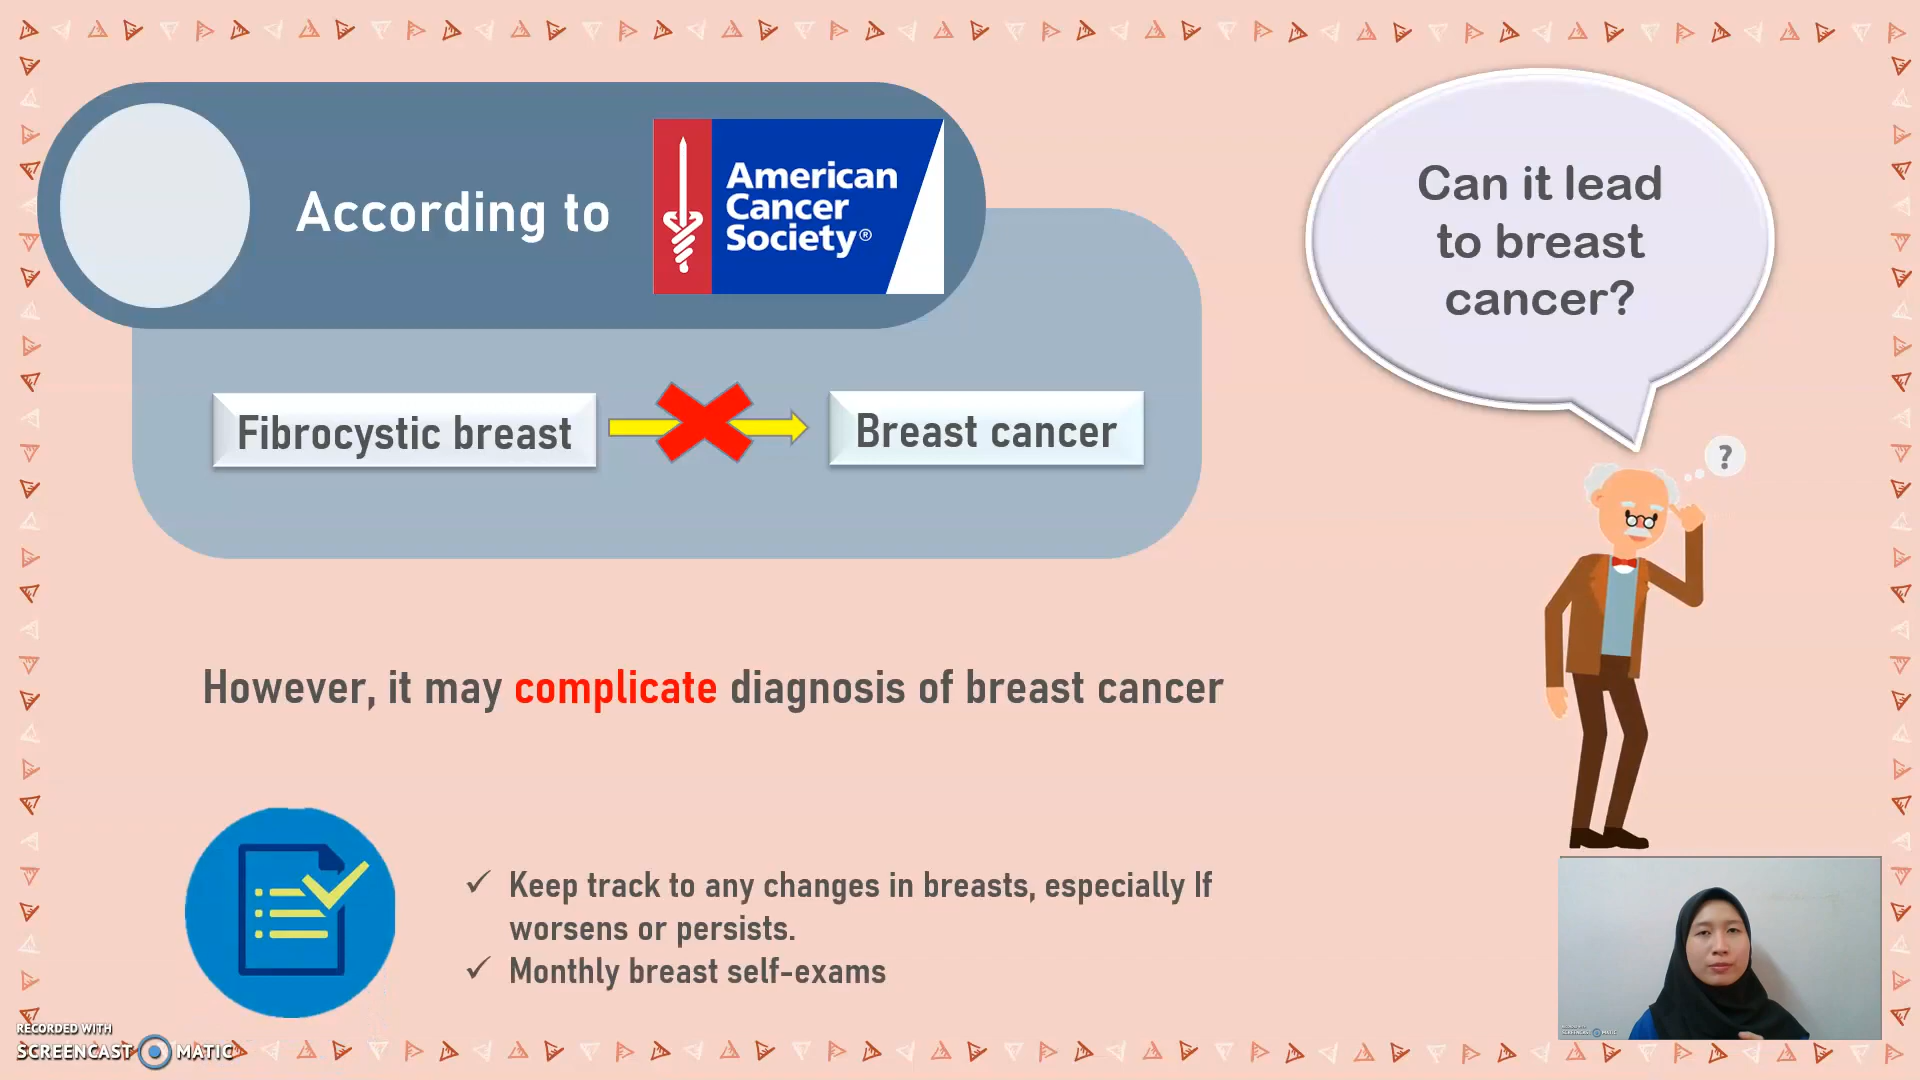 According to
American
Cancer
Society®
Can it lead
to breast
cancer?
Fibrocystic breast
Breast cancer
?
However, it may complicate diagnosis of breast cancer
✓ Keep track to any changes in breasts, especially If
worsens or persists.
✓ Monthly breast self-exams
RECORDED WITH
SCREENCAST MATIC